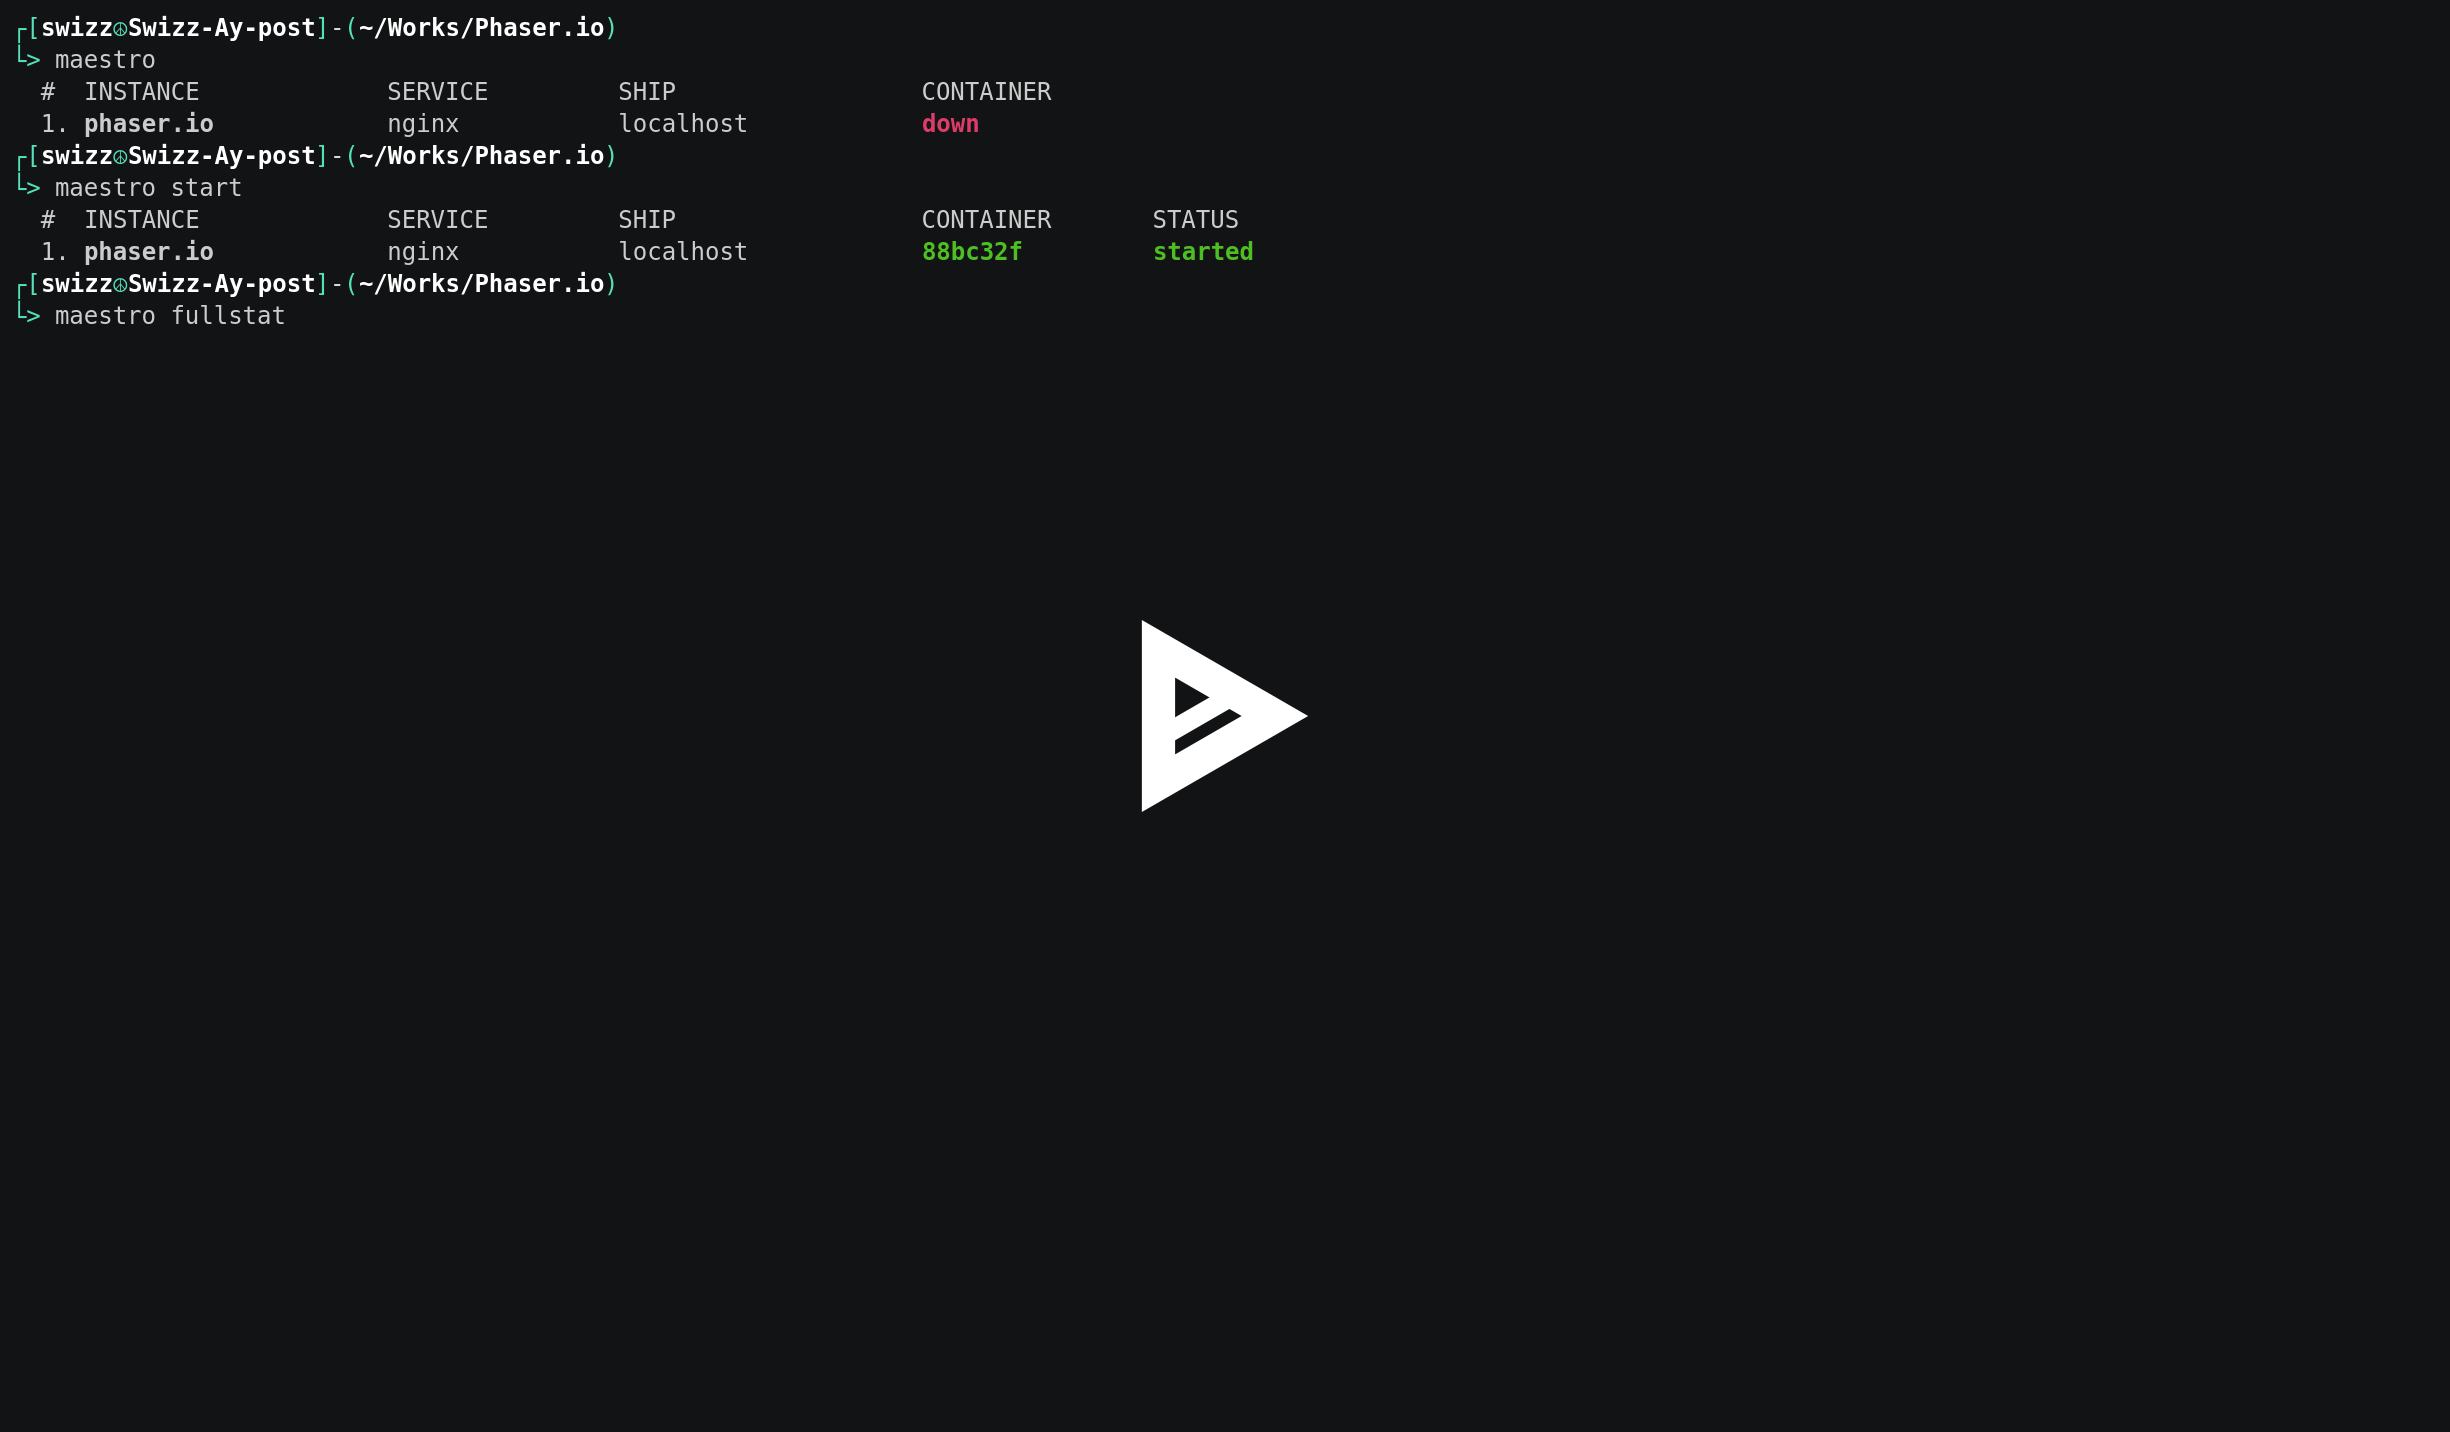 ┌[swizz☮Swizz-Ay-post]-(~/Works/Phaser.io)
└> maestro
#  INSTANCE             SERVICE         SHIP                 CONTAINER
1. phaser.io            nginx           localhost            down
┌[swizz☮Swizz-Ay-post]-(~/Works/Phaser.io)
└> maestro start
#  INSTANCE             SERVICE         SHIP                 CONTAINER       STATUS
1. phaser.io            nginx           localhost            88bc32f         started
┌[swizz☮Swizz-Ay-post]-(~/Works/Phaser.io)
└> maestro fullstat